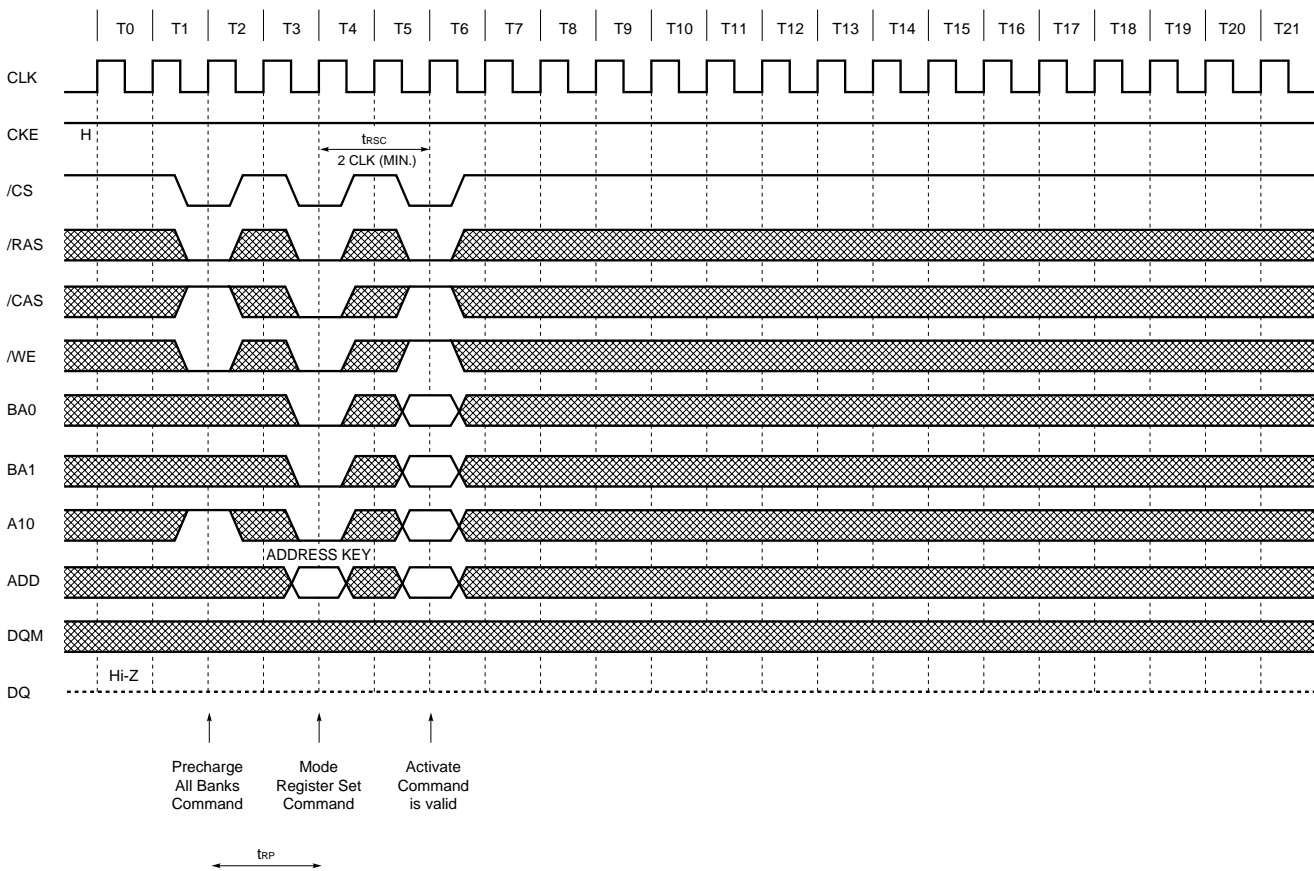 T0 T1 T2 T3 T4 T5 T6 T7 T8 T9 T10 T11 T12 T13 T14 T15 T16 T17 T18 T19 T20 T21
CLK
CKE H
tRSC
2 CLK (MIN.)
/CS
/RAS
/CAS
/WE
BA0
BA1
A10
ADDRESS KEY
ADD
DQM
Hi-Z
DQ
Precharge
All Banks
Command
Mode
Register Set
Command
Activate
Command
is valid
tRP